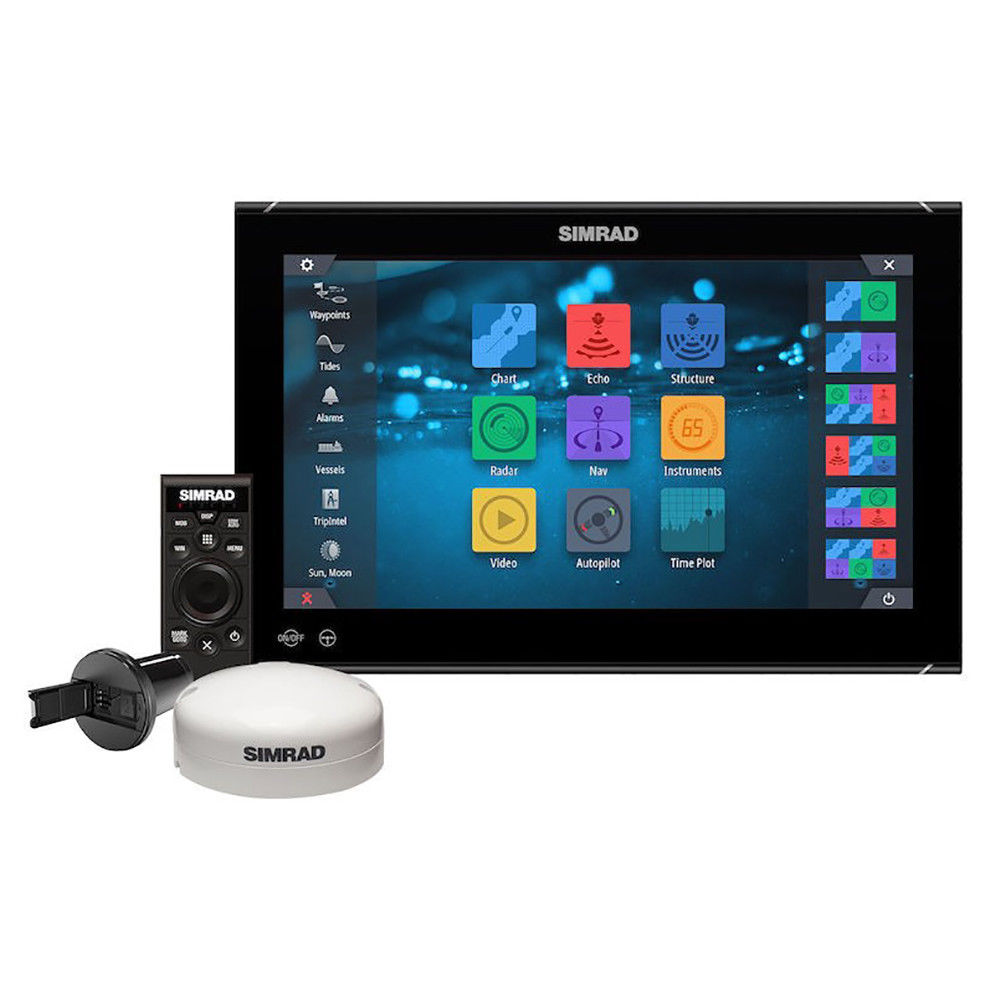 SIMRAD
Waypoints
Tides
Alarms
Vessels
TripIntel
Sun, Moon
Chart
Echo
Structure
Radar
Nav
65
Instruments
Video
Autopilot
Time Plot
ON/OFF
SIMRAD
DISP
MOB
WIN
MENU
MARK
GOTO
SIMRAD